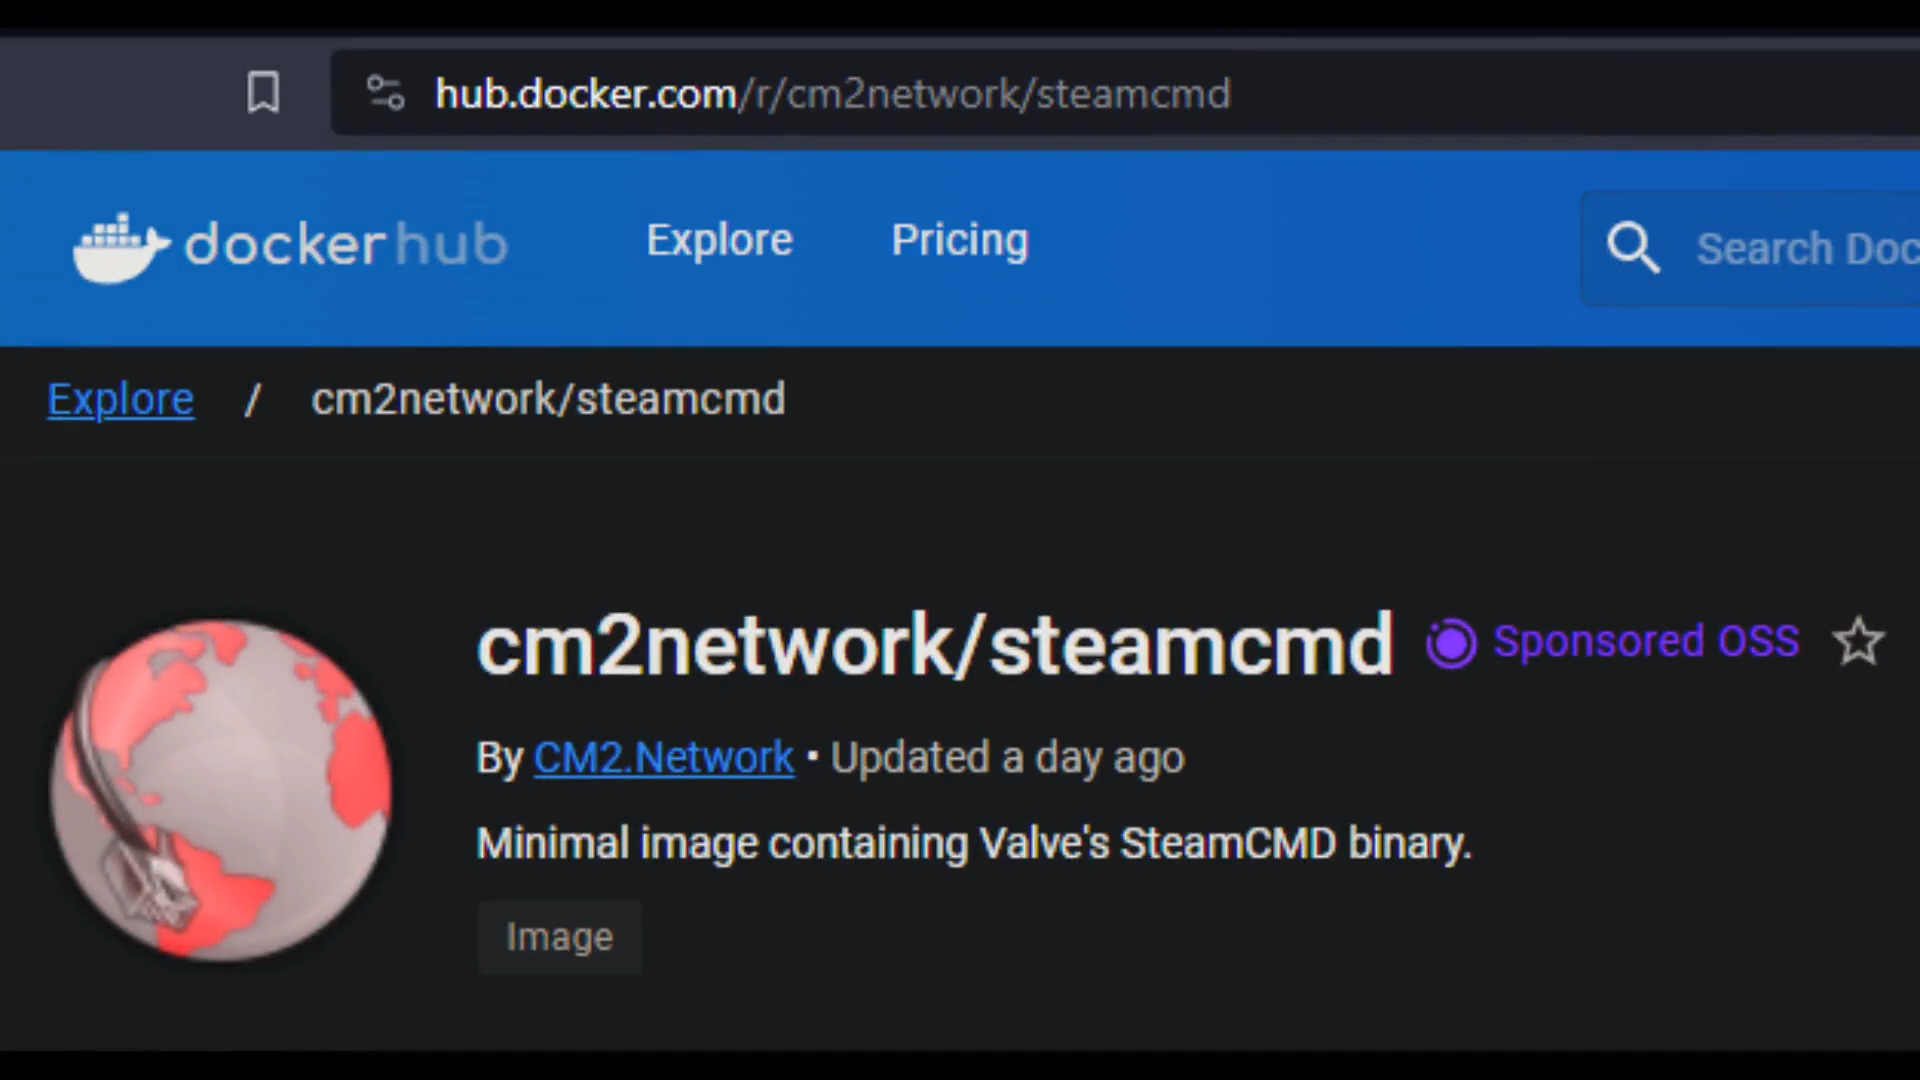 hub.docker.com/r/cm2network/steamcmd
docker hub Explore Pricing Search Doc
Explore / cm2network/steamcmd
cm2network/steamcmd Sponsored OSS
By CM2.Network • Updated a day ago
Minimal image containing Valve's SteamCMD binary.
Image